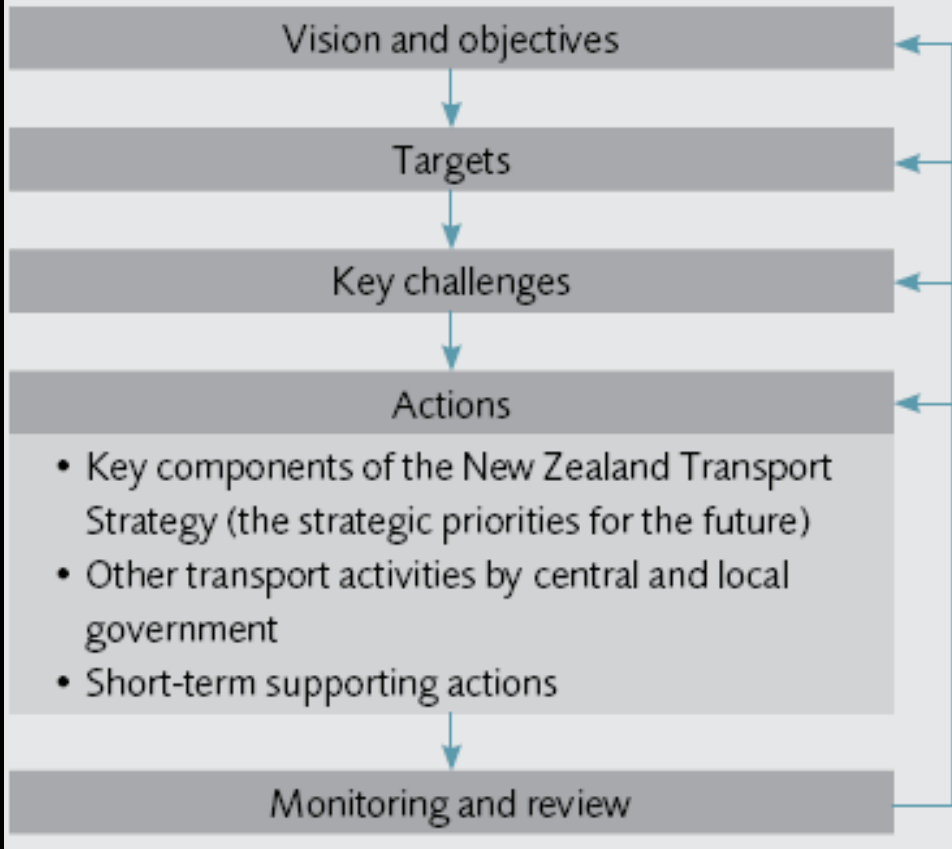 Vision and objectives
Targets
Key challenges
Actions
• Key components of the New Zealand Transport
Strategy (the strategic priorities for the future)
• Other transport activities by central and local
government
• Short-term supporting actions
Monitoring and review